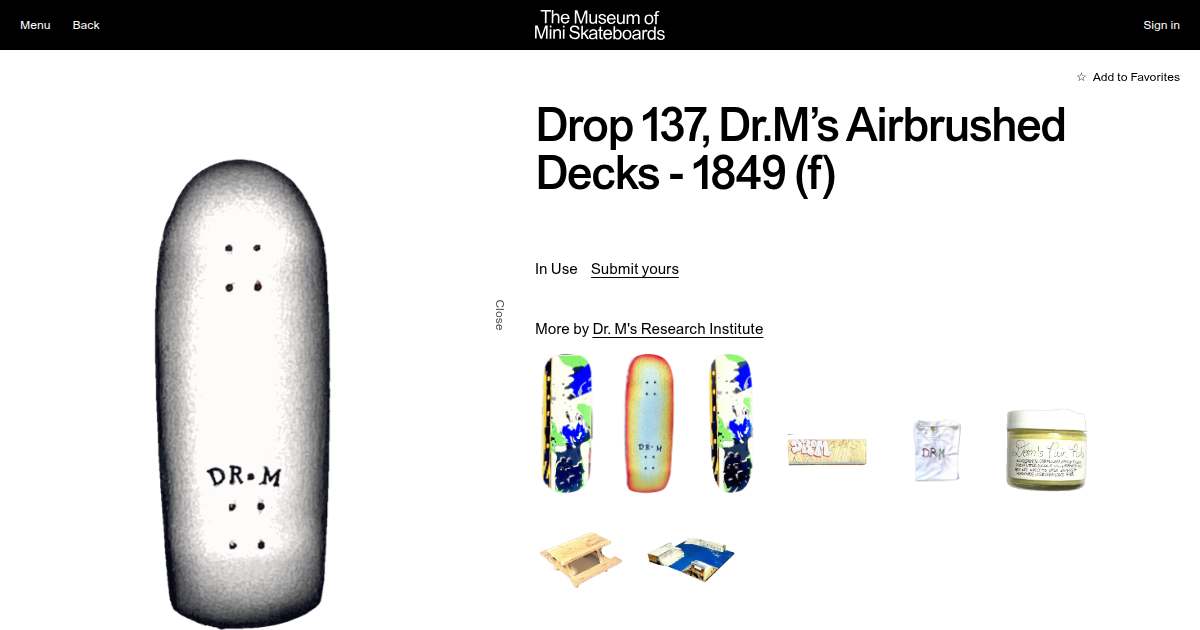 Menu
Back
The Museum of
Mini Skateboards
Sign in
☆ Add to Favorites
Drop 137, Dr.M’s Airbrushed
Decks - 1849 (f)
In Use
Submit yours
Close
More by Dr. M's Research Institute
DR•M
DR•M
DRM